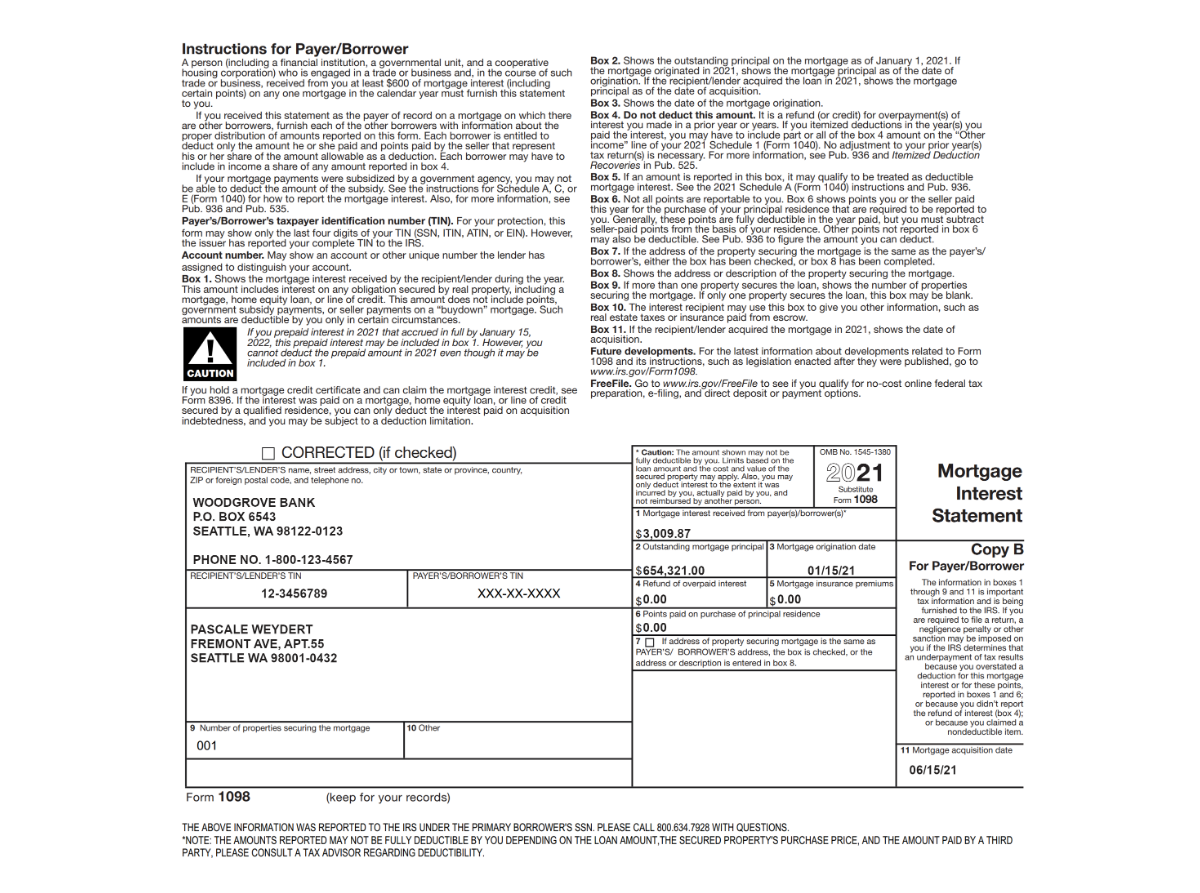 Instructions for Payer/Borrower
A person (including a financial institution, a governmental unit, and a cooperative
housing corporation) who is engaged in a trade or business and, in the course of such
trade or business, received from you at least $600 of mortgage interest (including
certain points) on any one mortgage in the calendar year must furnish this statement
to you.
If you received this statement as the payer of record on a mortgage on which there
are other borrowers, furnish each of the other borrowers with information about the
proper distribution of amounts reported on this form. Each borrower is entitled to
deduct only the amount he or she paid and points paid by the seller that represent
his or her share of the amount allowable as a deduction. Each borrower may have to
include in income a share of any amount reported in box 4.
If your mortgage payments were subsidized by a government agency, you may not
be able to deduct the amount of the subsidy. See the instructions for Schedule A, C, or
E (Form 1040) for how to report the mortgage interest. Also, for more information, see
Pub. 936 and Pub. 535.
Payer's/Borrower's taxpayer identification number (TIN). For your protection, this
form may show only the last four digits of your TIN (SSN, ITIN, ATIN, or EIN). However,
the issuer has reported your complete TIN to the IRS.
Account number. May show an account or other unique number the lender has
assigned to distinguish your account.
Box 1. Shows the mortgage interest received by the recipient/lender during the year.
This amount includes interest on any obligation secured by real property, including a
mortgage, home equity loan, or line of credit. This amount does not include points,
government subsidy payments, or seller payments on a "buydown" mortgage. Such
amounts are deductible by you only in certain circumstances.
CAUTION
If you prepaid interest in 2021 that accrued in full by January 15,
2022, this prepaid interest may be included in box 1. However, you
cannot deduct the prepaid amount in 2021 even though it may be
included in box 1.
If you hold a mortgage credit certificate and can claim the mortgage interest credit, see
Form 8396. If the interest was paid on a mortgage, home equity loan, or line of credit
secured by a qualified residence, you can only deduct the interest paid on acquisition
indebtedness, and you may be subject to a deduction limitation.
Box 2. Shows the outstanding principal on the mortgage as of January 1, 2021. If
the mortgage originated in 2021, shows the mortgage principal as of the date of
origination. If the recipient/lender acquired the loan in 2021, shows the mortgage
principal as of the date of acquisition.
Box 3. Shows the date of the mortgage origination.
Box 4. Do not deduct this amount. It is a refund (or credit) for overpayment(s) of
interest you made in a prior year or years. If you itemized deductions in the year(s) you
paid the interest, you may have to include part or all of the box 4 amount on the "Other
income" line of your 2021 Schedule 1 (Form 1040). No adjustment to your prior year(s)
tax return(s) is necessary. For more information, see Pub. 936 and Itemized Deduction
Recoveries in Pub. 525.
Box 5. If an amount is reported in this box, it may qualify to be treated as deductible
mortgage interest. See the 2021 Schedule A (Form 1040) instructions and Pub. 936.
Box 6. Not all points are reportable to you. Box 6 shows points you or the seller paid
this year for the purchase of your principal residence that are required to be reported to
you. Generally, these points are fully deductible in the year paid, but you must subtract
seller-paid points from the basis of your residence. Other points not reported in box 6
may also be deductible. See Pub. 936 to figure the amount you can deduct.
Box 7. If the address of the property securing the mortgage is the same as the payer's/
borrower's, either the box has been checked, or box 8 has been completed.
Box 8. Shows the address or description of the property securing the mortgage.
Box 9. If more than one property secures the loan, shows the number of properties
securing the mortgage. If only one property secures the loan, this box may be blank.
Box 10. The interest recipient may use this box to give you other information, such as
real estate taxes or insurance paid from escrow.
Box 11. If the recipient/lender acquired the mortgage in 2021, shows the date of
acquisition.
Future developments. For the latest information about developments related to Form
1098 and its instructions, such as legislation enacted after they were published, go to
www.irs.gov/Form1098.
FreeFile. Go to www.irs.gov/FreeFile to see if you qualify for no-cost online federal tax
preparation, e-filing, and direct deposit or payment options.
CORRECTED (if checked)
RECIPIENT'S/LENDER'S name, street address, city or town, state or province, country,
ZIP or foreign postal code, and telephone no.
WOODGROVE BANK
P.O. BOX 6543
SEATTLE, WA 98122-0123
PHONE NO. 1-800-123-4567
RECIPIENT'S/LENDER'S TIN
12-3456789
PAYER'S/BORROWER'S TIN
XXX-XX-XXXX
PASCALE WEYDERT
FREMONT AVE, APT.55
SEATTLE WA 98001-0432
9 Number of properties securing the mortgage
001
10 Other
* Caution: The amount shown may not be
fully deductible by you. Limits based on the
loan amount and the cost and value of the
secured property may apply. Also, you may
only deduct interest to the extent it was
incurred by you, actually paid by you, and
not reimbursed by another person.
OMB No. 1545-1380
2021
Substitute
Form 1098
1 Mortgage interest received from payer(s)/borrower(s)*
$3,009.87
2 Outstanding mortgage principal
$654,321.00
3 Mortgage origination date
01/15/21
4 Refund of overpaid interest
$0.00
5 Mortgage insurance premiums
$0.00
6 Points paid on purchase of principal residence
$0.00
7 If address of property securing mortgage is the same as
PAYER'S/ BORROWER'S address, the box is checked, or the
address or description is entered in box 8.
Mortgage
Interest
Statement
Copy B
For Payer/Borrower
The information in boxes 1
through 9 and 11 is important
tax information and is being
furnished to the IRS. If you
are required to file a return, a
negligence penalty or other
sanction may be imposed on
you if the IRS determines that
an underpayment of tax results
because you overstated a
deduction for this mortgage
interest or for these points,
reported in boxes 1 and 6;
or because you didn't report
the refund of interest (box 4);
or because you claimed a
nondeductible item.
11 Mortgage acquisition date
06/15/21
Form 1098 (keep for your records)
THE ABOVE INFORMATION WAS REPORTED TO THE IRS UNDER THE PRIMARY BORROWER'S SSN. PLEASE CALL 800.634.7928 WITH QUESTIONS.
*NOTE: THE AMOUNTS REPORTED MAY NOT BE FULLY DEDUCTIBLE BY YOU DEPENDING ON THE LOAN AMOUNT,THE SECURED PROPERTY'S PURCHASE PRICE, AND THE AMOUNT PAID BY A THIRD
PARTY, PLEASE CONSULT A TAX ADVISOR REGARDING DEDUCTIBILITY.